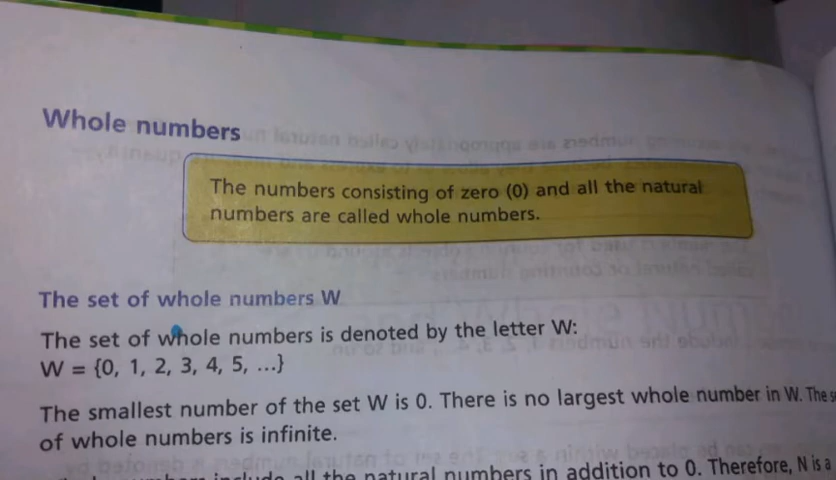 Whole numbers
The numbers consisting of zero (0) and all the natural
numbers are called whole numbers.
The set of whole numbers W
The set of whole numbers is denoted by the letter W:
W = {0, 1, 2, 3, 4, 5, ...}
The smallest number of the set W is 0. There is no largest whole number in W. The
of whole numbers is infinite.
include all the natural numbers in addition to 0. Therefore, N is a